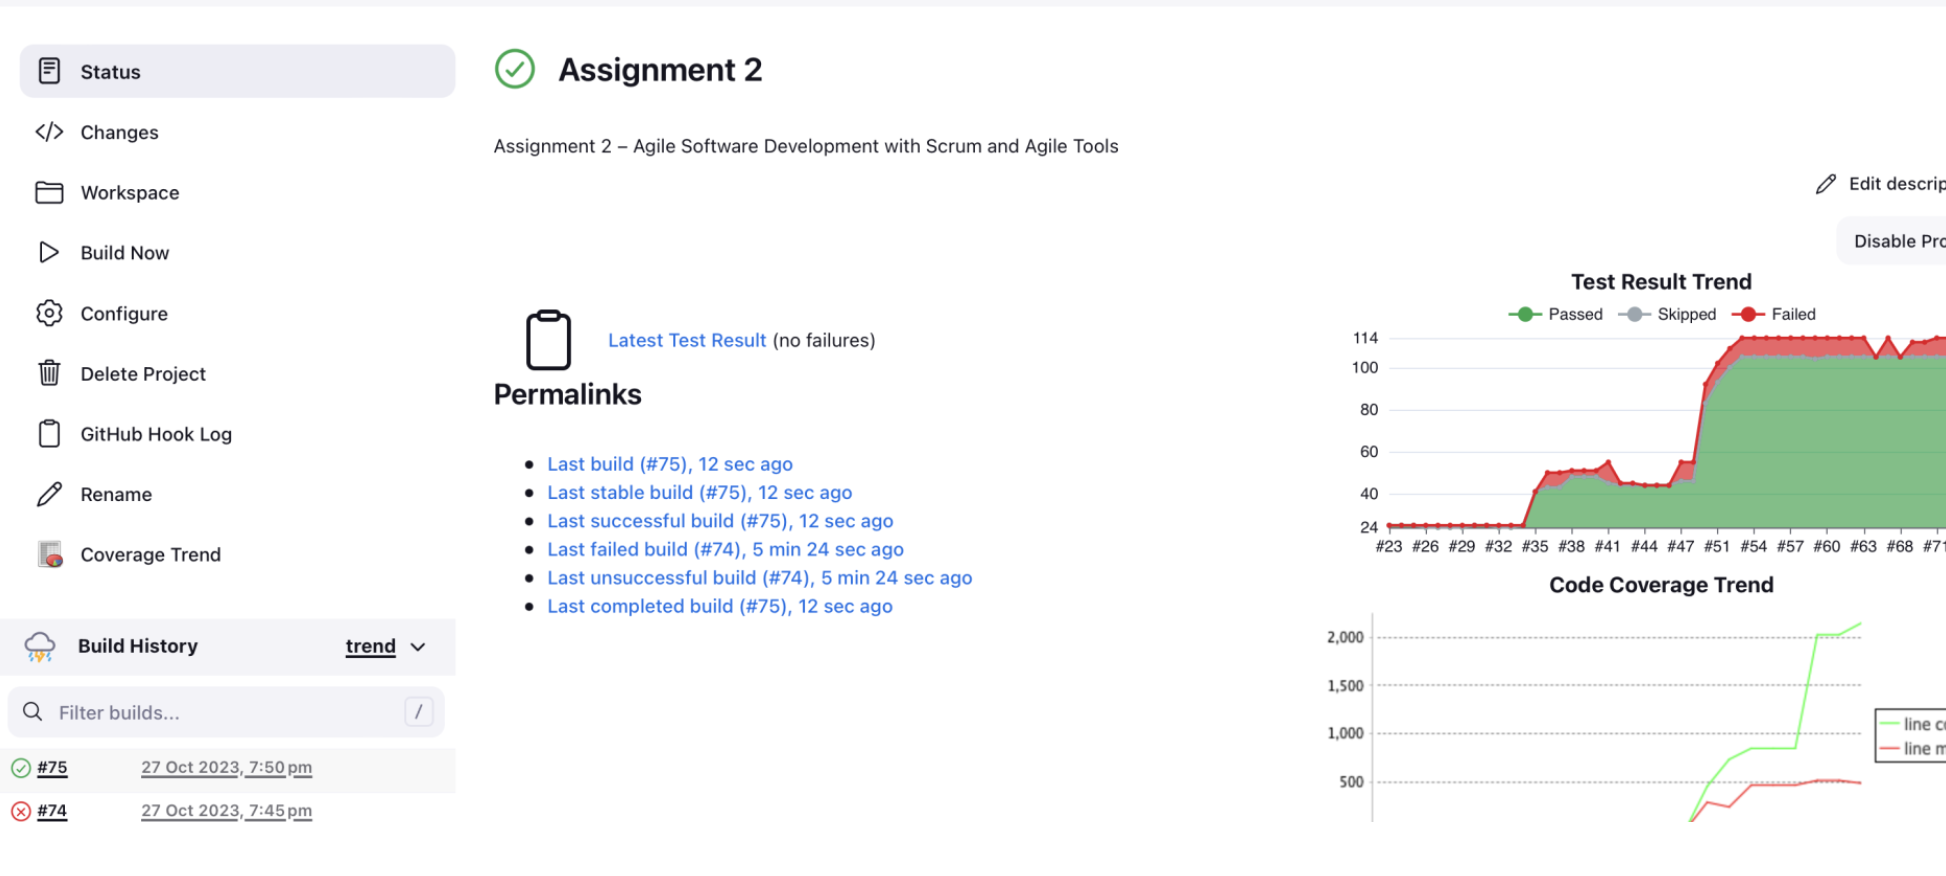 Status
Changes
Workspace
Build Now
Configure
Delete Project
GitHub Hook Log
Rename
Coverage Trend
Build History
trend
Filter builds...
/
#75
27 Oct 2023, 7:50 pm
#74
27 Oct 2023, 7:45 pm
Assignment 2
Assignment 2 – Agile Software Development with Scrum and Agile Tools
Edit descrip
Disable Pro
Latest Test Result (no failures)
Permalinks
Last build (#75), 12 sec ago
Last stable build (#75), 12 sec ago
Last successful build (#75), 12 sec ago
Last failed build (#74), 5 min 24 sec ago
Last unsuccessful build (#74), 5 min 24 sec ago
Last completed build (#75), 12 sec ago
Test Result Trend
Passed Skipped Failed
114
100
80
60
40
24
#23 #26 #29 #32 #35 #38 #41 #44 #47 #51 #54 #57 #60 #63 #68 #71
Code Coverage Trend
2,000
1,500
1,000
500
line c
line m